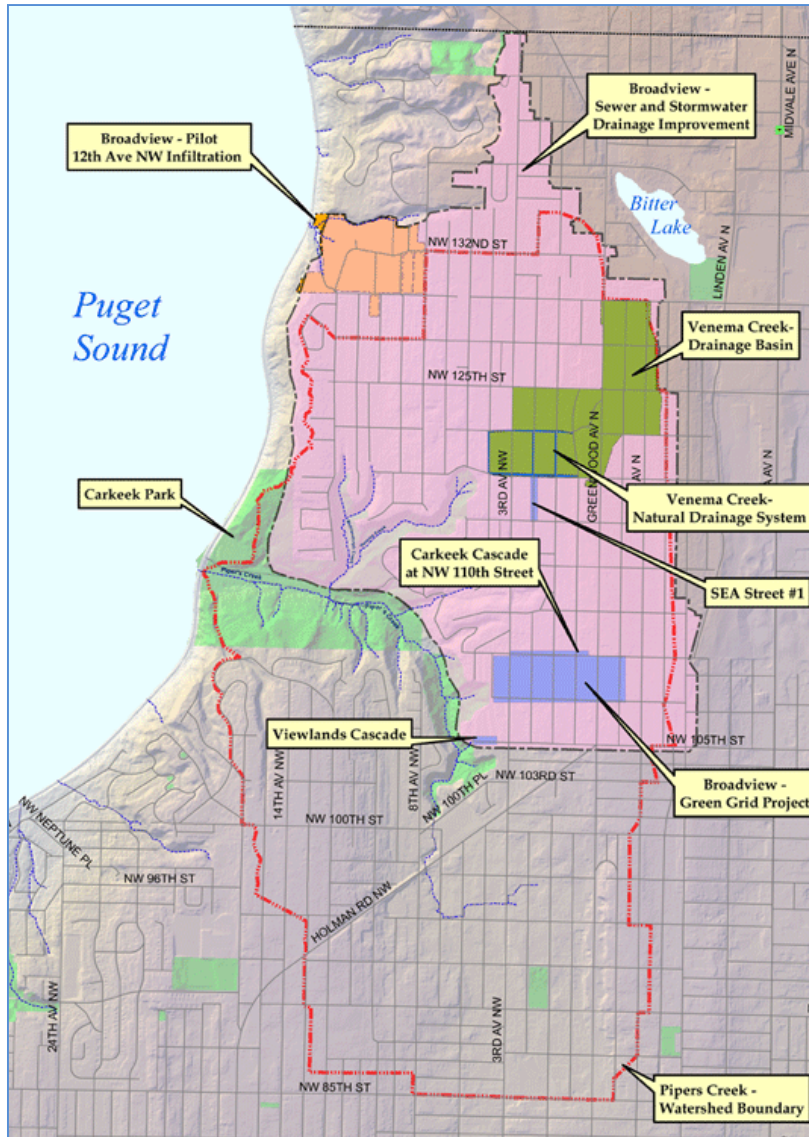 MIDVALE AVE N
Broadview -
Sewer and Stormwater
Drainage Improvement
Broadview - Pilot
12th Ave NW Infiltration
Bitter
Lake
NW 132ND ST
LINDEN AV N
Puget
Sound
Venema Creek-
Drainage Basin
NW 125TH ST
GREENWOOD AV N
3RD AV NW
AV N
A AV N
Carkeek Park
Venema Creek-
Natural Drainage System
Carkeek Cascade
at NW 110th Street
Pipers Creek
SEA Street #1
Viewlands Cascade
NW 105TH ST
14TH AV NW
8TH AV NW
NW 100TH PL
NW 103RD ST
Broadview -
Green Grid Project
NW NEPTUNE PL
NW 100TH ST
NW 96TH ST
HOLMAN RD NW
24TH AV NW
3RD AV NW
NW 85TH ST
Pipers Creek -
Watershed Boundary